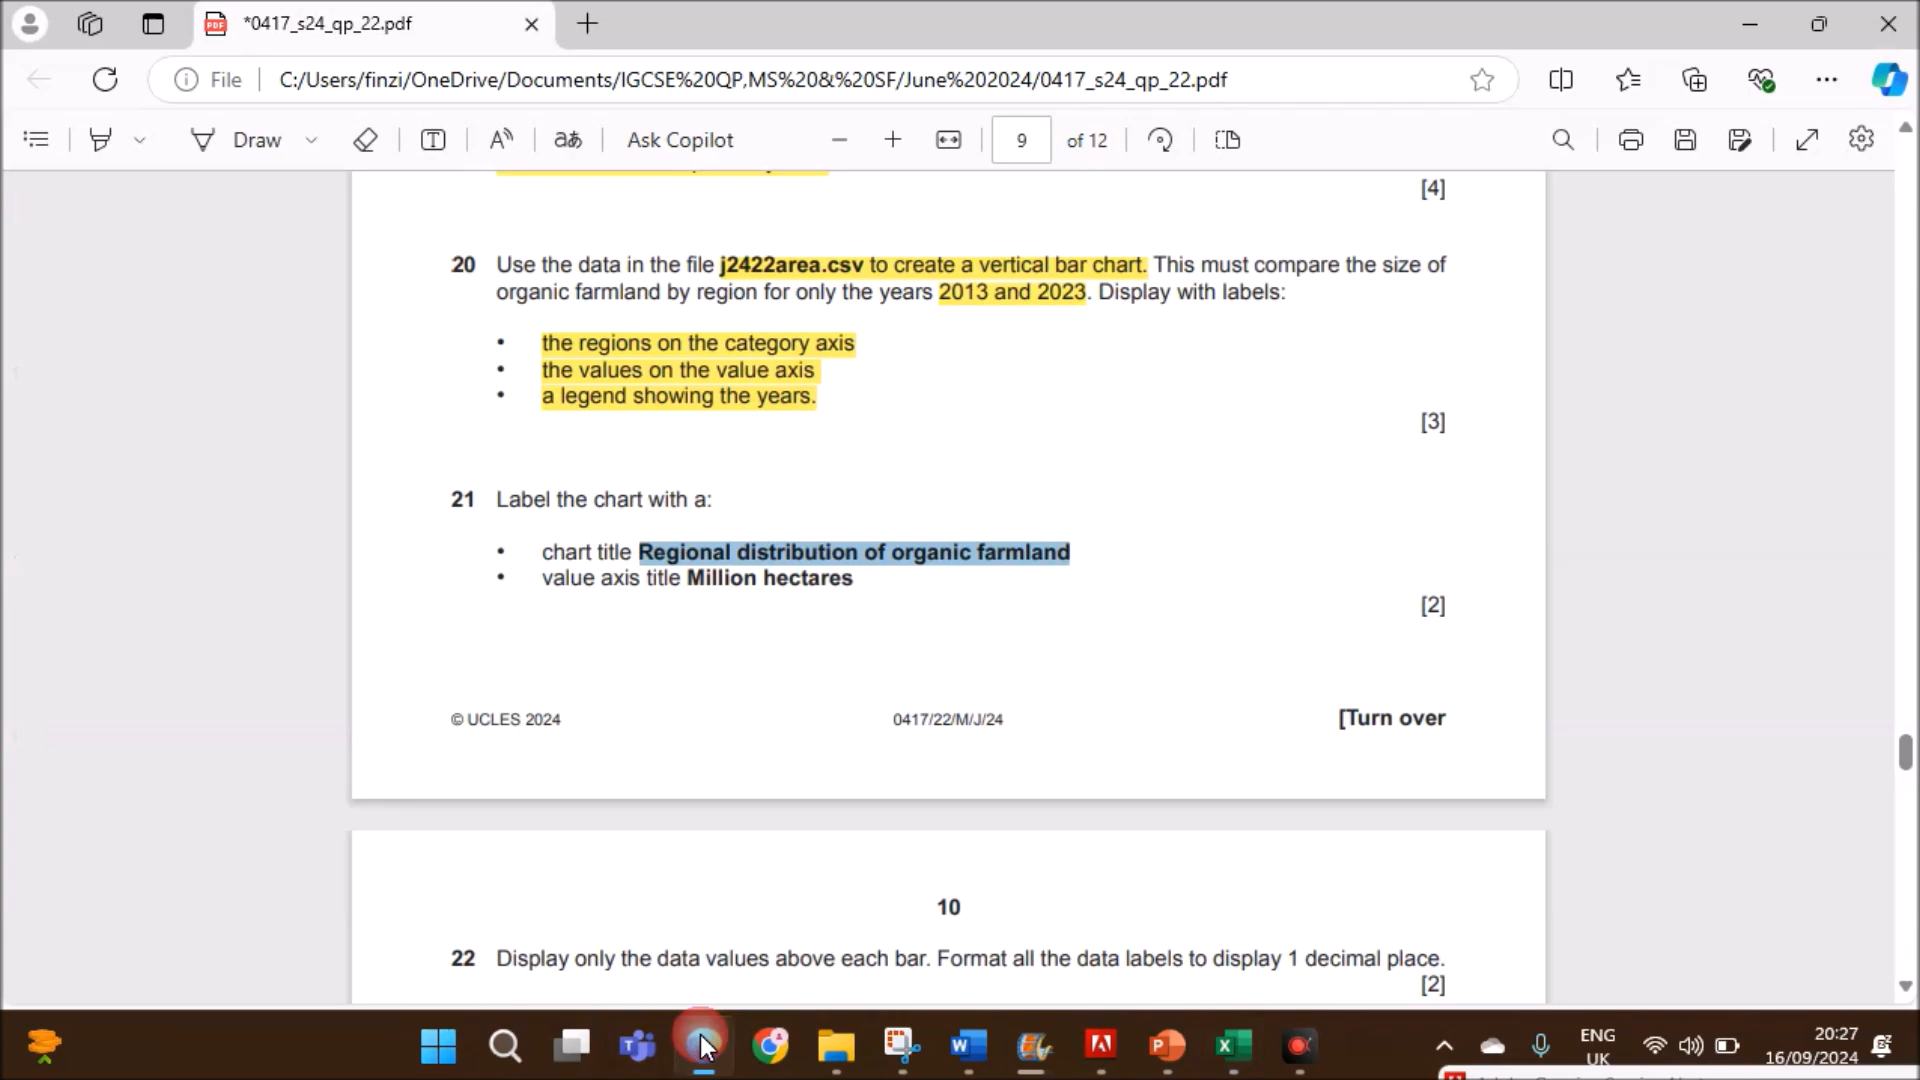 *0417_s24_qp_22.pdf
File
C:/Users/finzi/OneDrive/Documents/IGCSE%20QP,MS%20&%20SF/June%202024/0417_s24_qp_22.pdf
Draw
Ask Copilot
9
of 12
[4]
20 Use the data in the file j2422area.csv to create a vertical bar chart. This must compare the size of
organic farmland by region for only the years 2013 and 2023. Display with labels:
• the regions on the category axis
• the values on the value axis
• a legend showing the years.
[3]
21 Label the chart with a:
• chart title Regional distribution of organic farmland
• value axis title Million hectares
[2]
© UCLES 2024
0417/22/M/J/24
[Turn over
10
22 Display only the data values above each bar. Format all the data labels to display 1 decimal place.
[2]
ENG
UK
20:27
16/09/2024